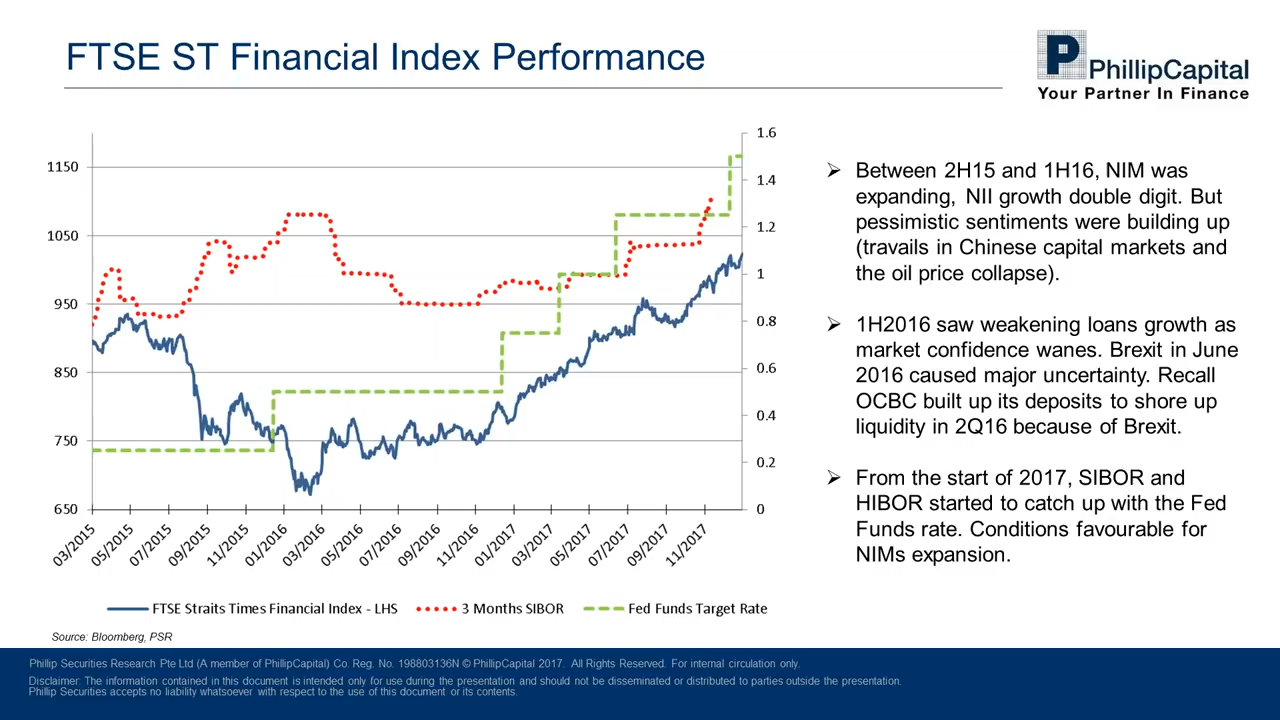 FTSE ST Financial Index Performance
P
PhillipCapital
Your Partner In Finance
1.6
1150
1.4
1.2
1050
1
950
0.8
850
0.6
0.4
750
0.2
650
0
03/2015
05/2015
07/2015
09/2015
11/2015
01/2016
03/2016
05/2016
07/2016
09/2016
11/2016
01/2017
03/2017
05/2017
07/2017
09/2017
11/2017
FTSE Straits Times Financial Index - LHS
3 Months SIBOR
Fed Funds Target Rate
Source: Bloomberg, PSR
➢ Between 2H15 and 1H16, NIM was
expanding, NII growth double digit. But
pessimistic sentiments were building up
(travails in Chinese capital markets and
the oil price collapse).
➢ 1H2016 saw weakening loans growth as
market confidence wanes. Brexit in June
2016 caused major uncertainty. Recall
OCBC built up its deposits to shore up
liquidity in 2Q16 because of Brexit.
➢ From the start of 2017, SIBOR and
HIBOR started to catch up with the Fed
Funds rate. Conditions favourable for
NIMs expansion.
Phillip Securities Research Pte Ltd (A member of PhillipCapital) Co. Reg. No. 198803136N © PhillipCapital 2017. All Rights Reserved. For internal circulation only.
Disclaimer: The information contained in this document is intended only for use during the presentation and should not be disseminated or distributed to parties outside the presentation.
Phillip Securities accepts no liability whatsoever with respect to the use of this document or its contents.